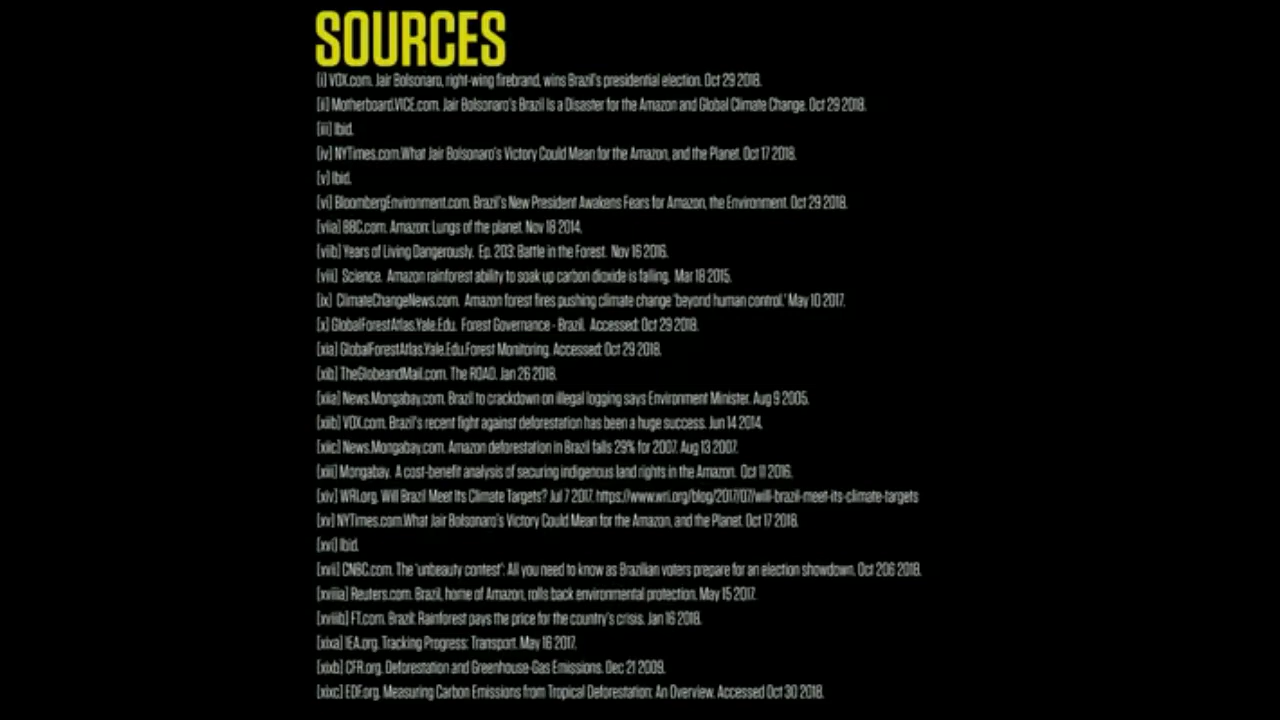 SOURCES
[i] VOX.com. Jair Bolsonaro, right-wing firebrand, wins Brazil's presidential election. Oct 29 2018.
[ii] Motherboard.VICE.com. Jair Bolsonaro's Brazil Is a Disaster for the Amazon and Global Climate Change. Oct 29 2018.
[iii] Ibid.
[iv] NYTimes.com.What Jair Bolsonaro's Victory Could Mean for the Amazon, and the Planet. Oct 17 2018.
[v] Ibid.
[vi] BloombergEnvironment.com. Brazil's New President Awakens Fears for Amazon, the Environment. Oct 29 2018.
[viia] BBC.com. Amazon: Lungs of the planet. Nov 18 2014.
[viib] Years of Living Dangerously. Ep. 203: Battle in the Forest. Nov 16 2016.
[viii] Science. Amazon rainforest ability to soak up carbon dioxide is falling. Mar 18 2015.
[ix] ClimateChangeNews.com. Amazon forest fires pushing climate change 'beyond human control.' May 10 2017.
[x] GlobalForestAtlas.Yale.Edu. Forest Governance - Brazil. Accessed: Oct 29 2018.
[xia] GlobalForestAtlas.Yale.Edu.Forest Monitoring. Accessed: Oct 29 2018.
[xib] TheGlobeandMail.com. The ROAD. Jan 26 2018.
[xiia] News.Mongabay.com. Brazil to crackdown on illegal logging says Environment Minister. Aug 9 2005.
[xiib] VOX.com. Brazil's recent fight against deforestation has been a huge success. Jun 14 2014.
[xiic] News.Mongabay.com. Amazon deforestation in Brazil falls 29% for 2007. Aug 13 2007.
[xiii] Mongabay. A cost-benefit analysis of securing indigenous land rights in the Amazon. Oct 11 2016.
[xiv] WRI.org. Will Brazil Meet Its Climate Targets? Jul 7 2017. https://www.wri.org/blog/2017/07/will-brazil-meet-its-climate-targets
[xv] NYTimes.com.What Jair Bolsonaro's Victory Could Mean for the Amazon, and the Planet. Oct 17 2018.
[xvi] Ibid.
[xvii] CNBC.com. The 'unbeauty contest': All you need to know as Brazilian voters prepare for an election showdown. Oct 206 2018.
[xviiia] Reuters.com. Brazil, home of Amazon, rolls back environmental protection. May 15 2017.
[xviiib] FT.com. Brazil: Rainforest pays the price for the country's crisis. Jan 16 2018.
[xixa] IEA.org. Tracking Progress: Transport. May 16 2017.
[xixb] CFR.org. Deforestation and Greenhouse-Gas Emissions. Dec 21 2009.
[xixc] EDF.org. Measuring Carbon Emissions from Tropical Deforestation: An Overview. Accessed Oct 30 2018.